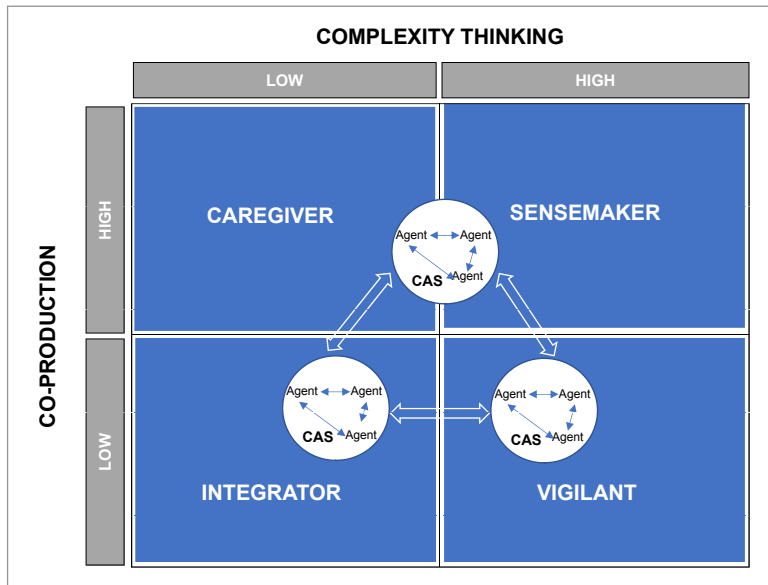 COMPLEXITY THINKING
LOW
HIGH
CO-PRODUCTION
HIGH
CAREGIVER
SENSEMAKER
Agent
Agent
Agent
CAS
LOW
Agent
Agent
Agent
CAS
Agent
Agent
Agent
CAS
INTEGRATOR
VIGILANT